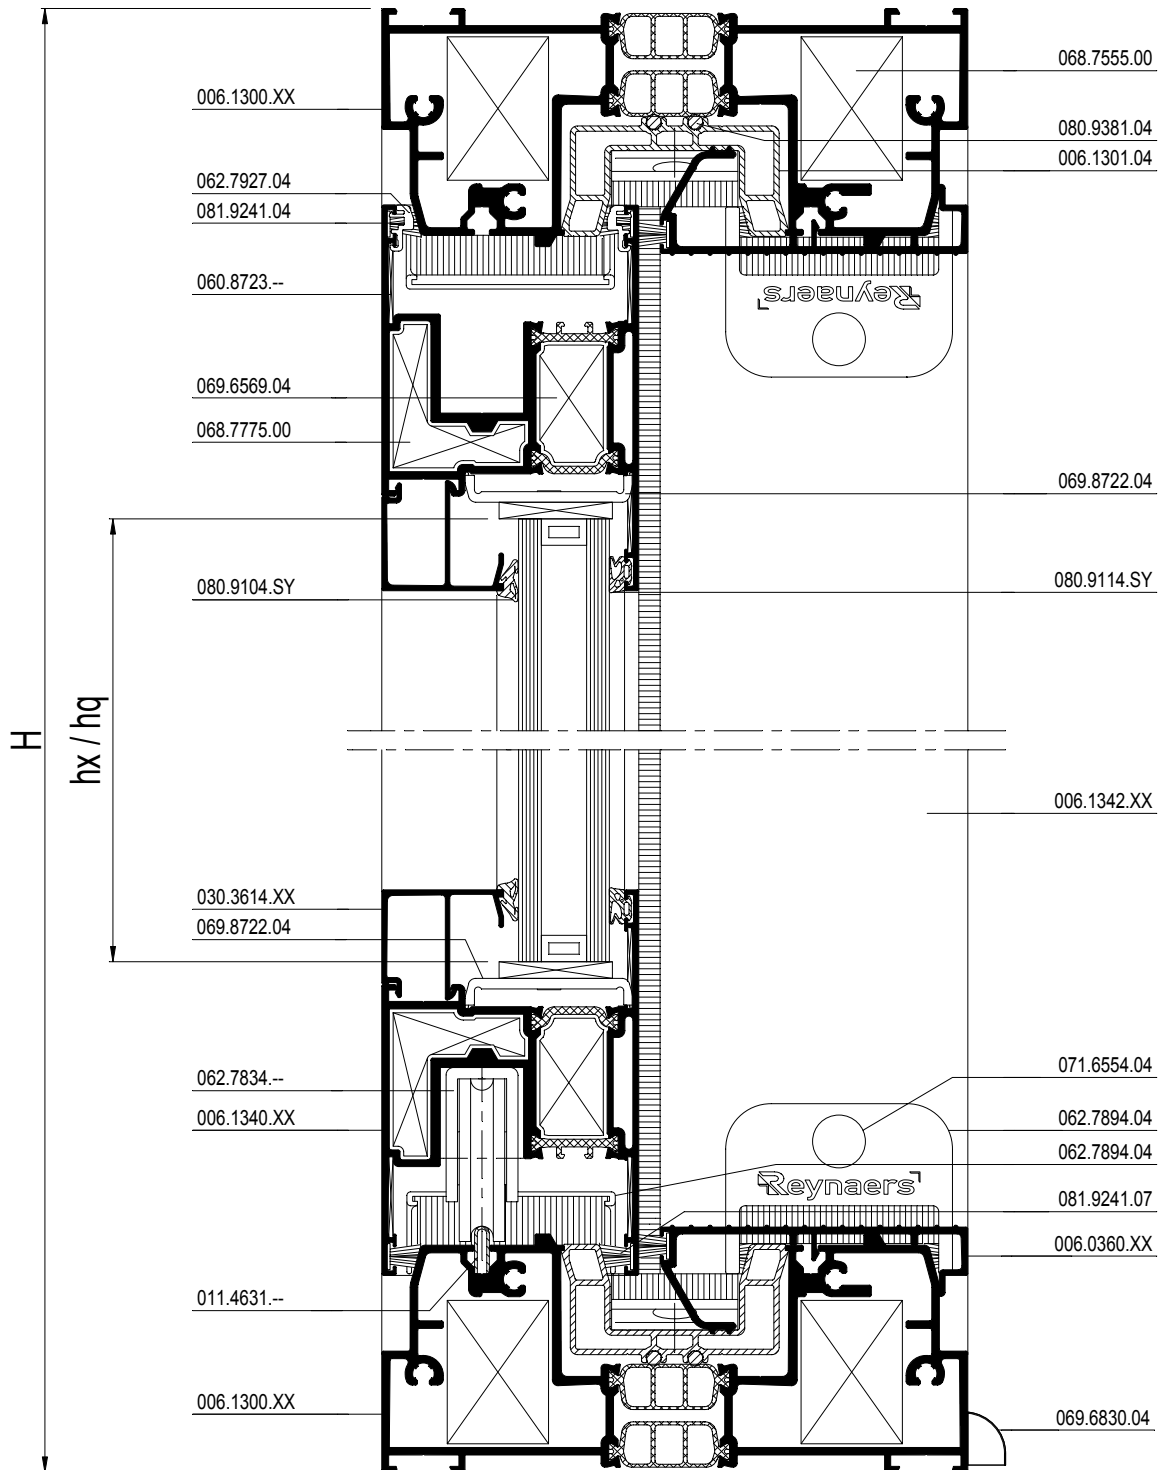 068.7555.00
006.1300.XX
080.9381.04
006.1301.04
062.7927.04
081.9241.04
060.8723.--
Reynaers
069.6569.04
068.7775.00
069.8722.04
080.9104.SY
080.9114.SY
H
hx / hq
006.1342.XX
030.3614.XX
069.8722.04
062.7834.--
071.6554.04
006.1340.XX
062.7894.04
062.7894.04
Reynaers
081.9241.07
006.0360.XX
011.4631.--
006.1300.XX
069.6830.04